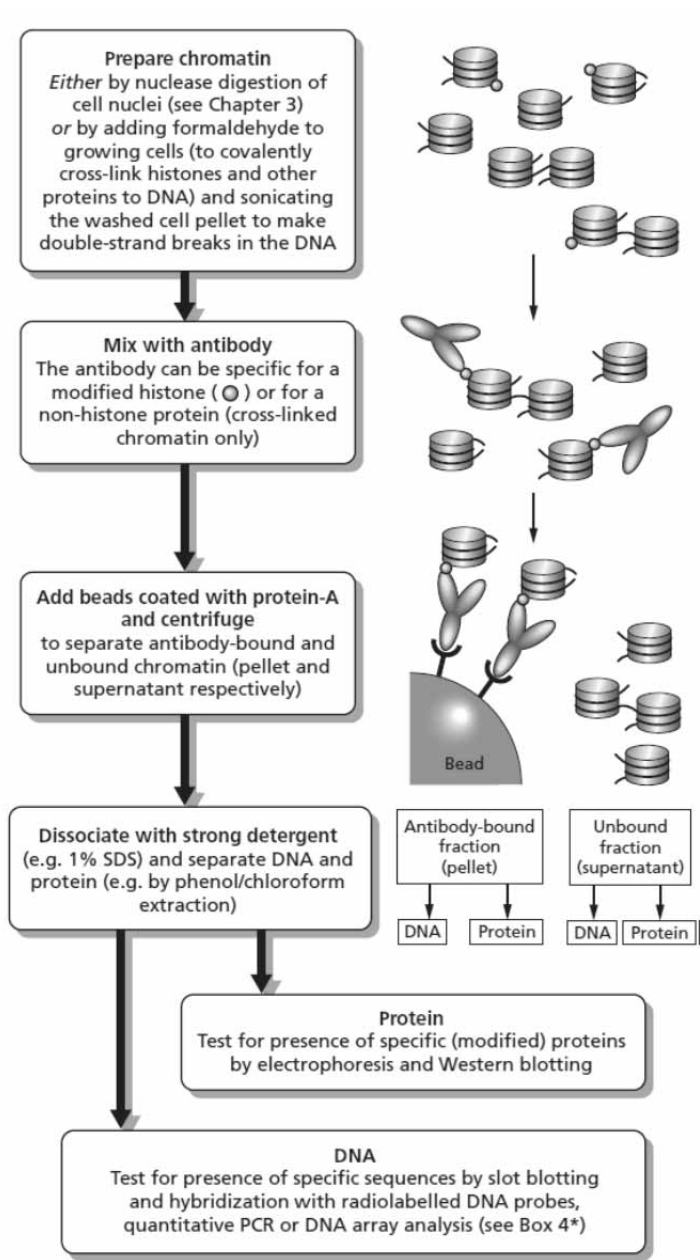 Prepare chromatin
Either by nuclease digestion of
cell nuclei (see Chapter 3)
or by adding formaldehyde to
growing cells (to covalently
cross-link histones and other
proteins to DNA) and sonicating
the washed cell pellet to make
double-strand breaks in the DNA
Mix with antibody
The antibody can be specific for a
modified histone ( ) or for a
non-histone protein (cross-linked
chromatin only)
Add beads coated with protein-A
and centrifuge
to separate antibody-bound and
unbound chromatin (pellet and
supernatant respectively)
Bead
Dissociate with strong detergent
(e.g. 1% SDS) and separate DNA and
protein (e.g. by phenol/chloroform
extraction)
Antibody-bound
fraction
(pellet)
Unbound
fraction
(supernatant)
DNA
Protein
DNA
Protein
Protein
Test for presence of specific (modified) proteins
by electrophoresis and Western blotting
DNA
Test for presence of specific sequences by slot blotting
and hybridization with radiolabelled DNA probes,
quantitative PCR or DNA array analysis (see Box 4*)